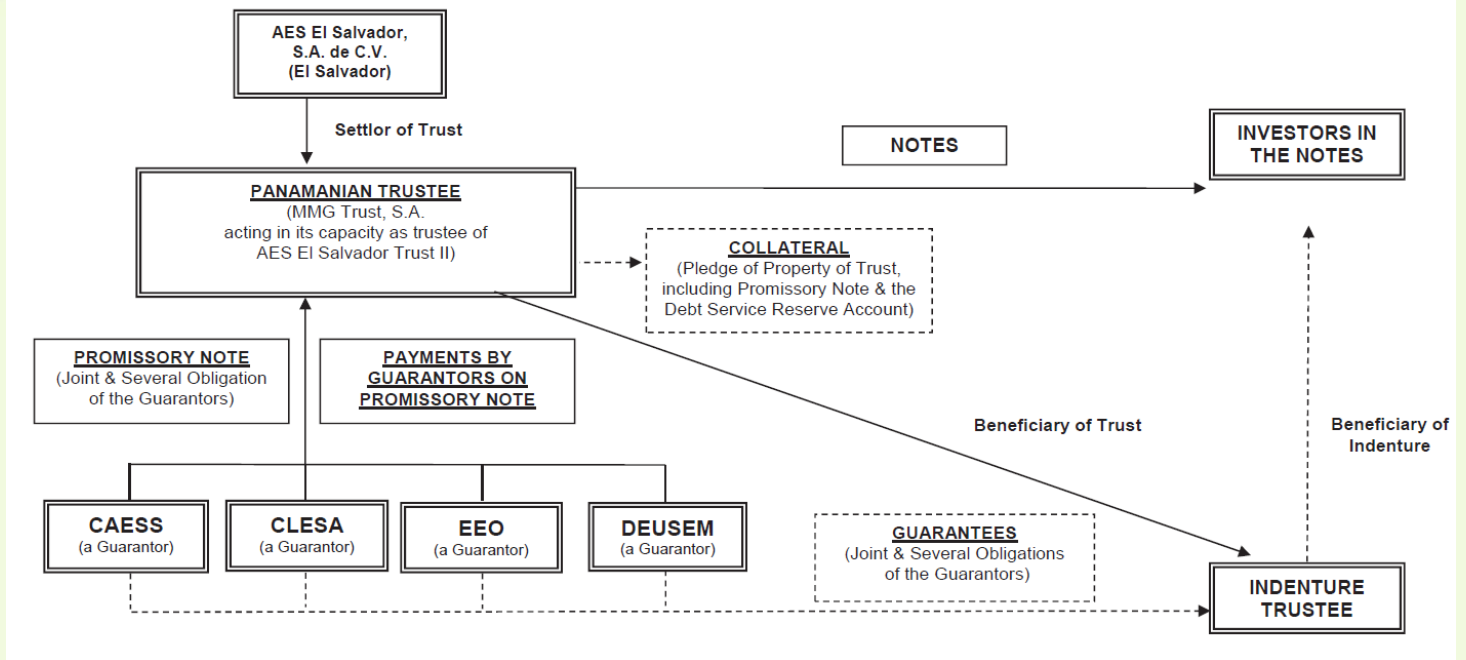 AES El Salvador,
S.A. de C.V.
(El Salvador)
Settlor of Trust
NOTES
INVESTORS IN
THE NOTES
PANAMANIAN TRUSTEE
(MMG Trust, S.A.
acting in its capacity as trustee of
AES El Salvador Trust II)
COLLATERAL
(Pledge of Property of Trust,
including Promissory Note & the
Debt Service Reserve Account)
PROMISSORY NOTE
(Joint & Several Obligation
of the Guarantors)
PAYMENTS BY
GUARANTORS ON
PROMISSORY NOTE
Beneficiary of Trust
Beneficiary of
Indenture
CAESS
(a Guarantor)
CLESA
(a Guarantor)
EEO
(a Guarantor)
DEUSEM
(a Guarantor)
GUARANTEES
(Joint & Several Obligations
of the Guarantors)
INDENTURE
TRUSTEE